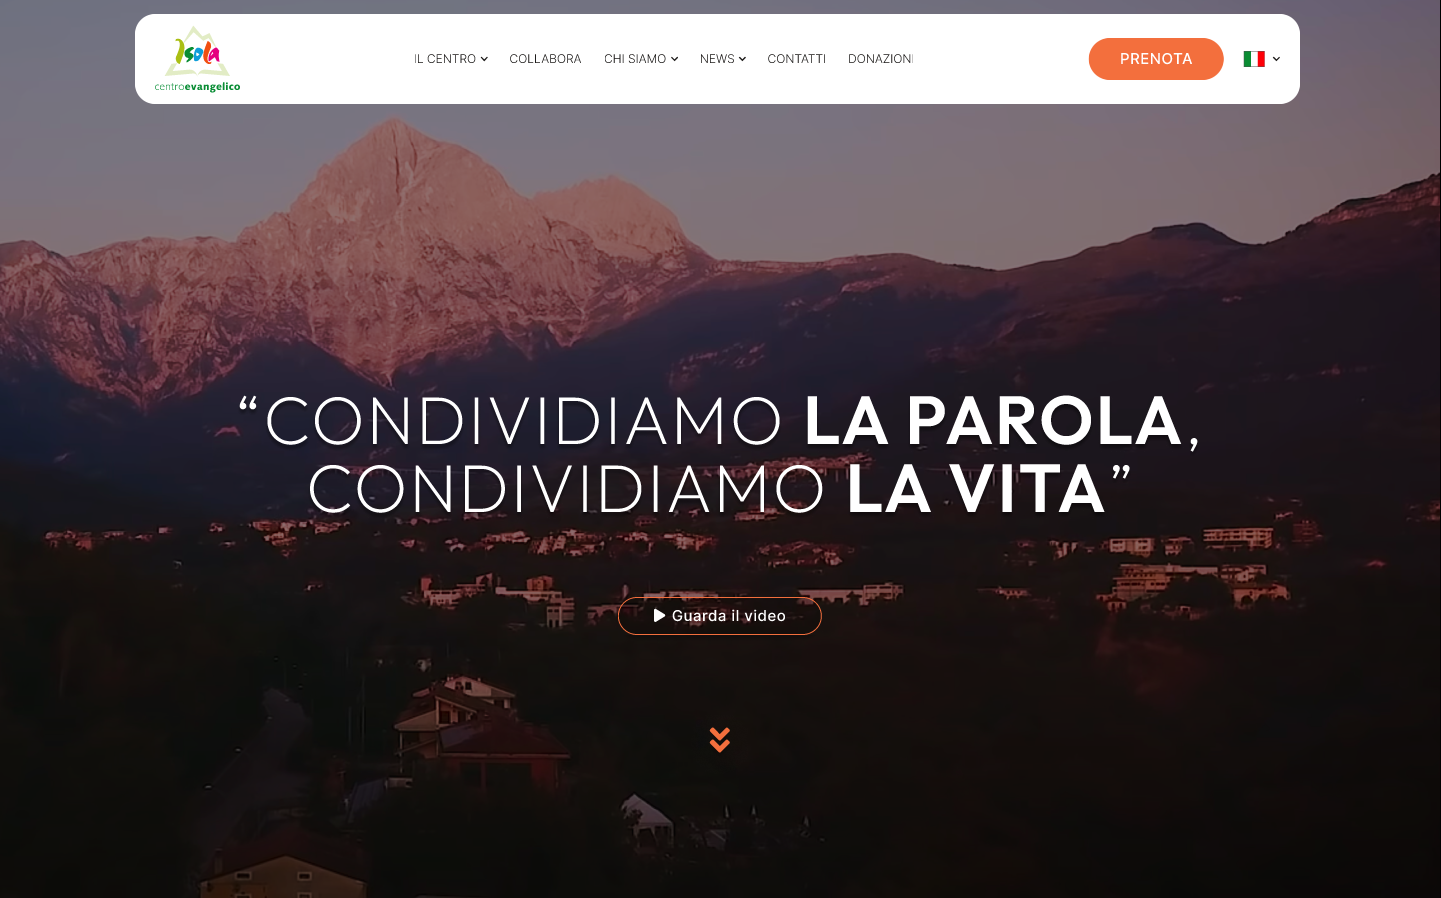 Isola
centroevangelico
IL CENTRO
COLLABORA
CHI SIAMO
NEWS
CONTATTI
DONAZIONI
PRENOTA
“CONDIVIDIAMO LA PAROLA,
CONDIVIDIAMO LA VITA”
Guarda il video